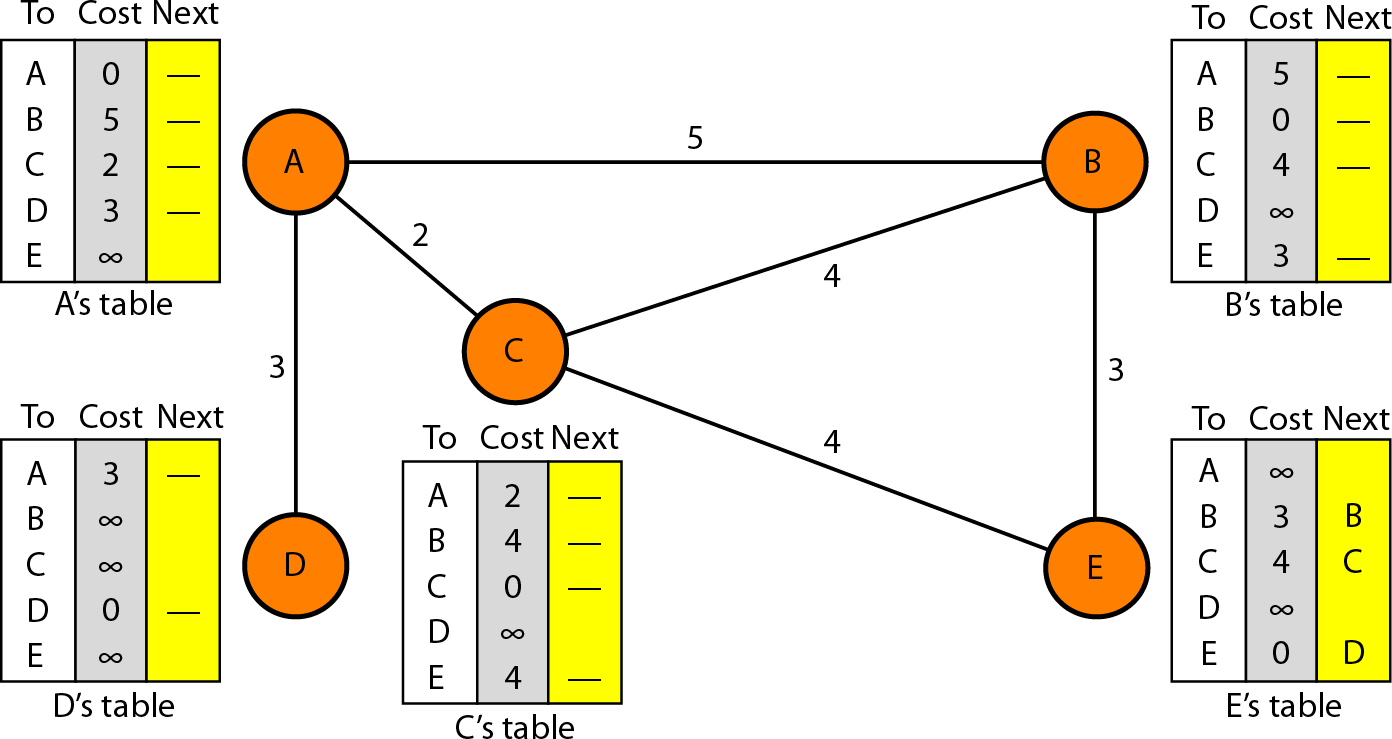 To Cost Next
A 0 —
B 5 —
C 2 —
D 3 —
E ∞
A's table
To Cost Next
A 5 —
B 0 —
C 4 —
D ∞
E 3 —
B's table
A
5
B
2
4
C
3
3
4
D
E
To Cost Next
A 3 —
B ∞
C ∞
D 0 —
E ∞
D's table
To Cost Next
A 2 —
B 4 —
C 0 —
D ∞
E 4 —
C's table
To Cost Next
A ∞
B 3 B
C 4 C
D ∞
E 0 D
E's table